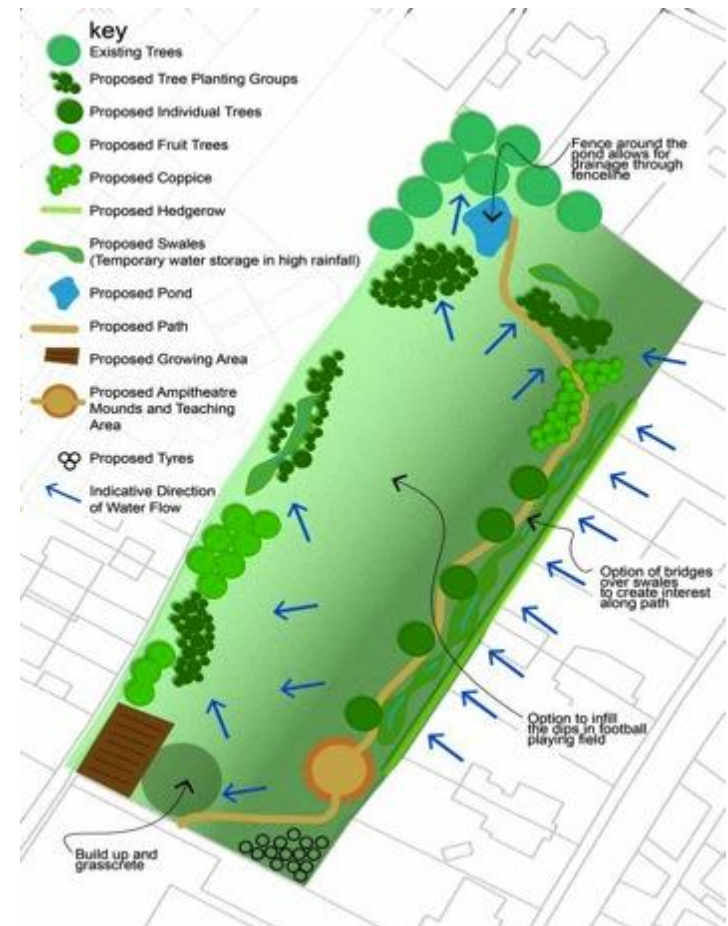 key
Existing Trees
Proposed Tree Planting Groups
Proposed Individual Trees
Proposed Fruit Trees
Proposed Coppice
Proposed Hedgerow
Proposed Swales
(Temporary water storage in high rainfall)
Proposed Pond
Proposed Path
Proposed Growing Area
Proposed Ampitheatre
Mounds and Teaching
Area
Proposed Tyres
Indicative Direction
of Water Flow
Fence around the
pond allows for
drainage through
fenceline
Option of bridges
over swales
to create interest
along path
Option to infill
the dips in football
playing field
Build up and
grasscrete